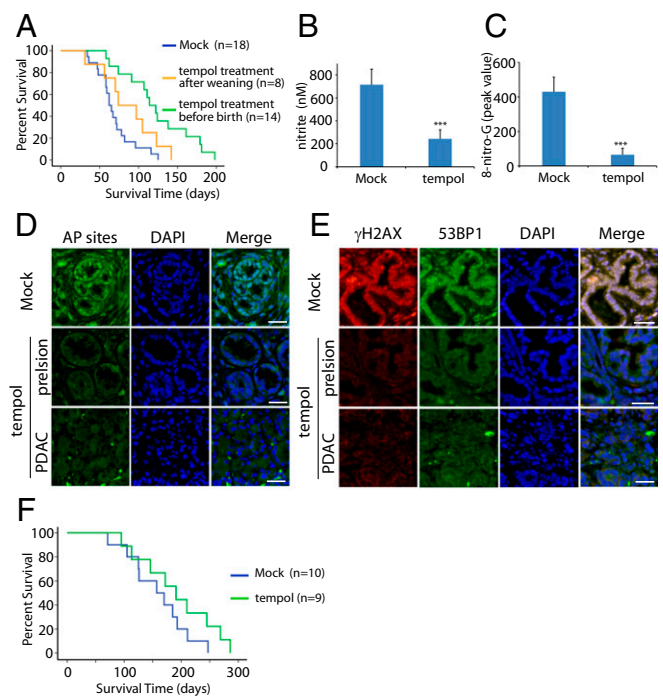 A
Percent Survival
100
80
60
40
20
0
0 50 100 150 200
Survival Time (days)
Mock (n=18)
tempol treatment
after weaning (n=8)
tempol treatment
before birth (n=14)
B
nitrite (nM)
800
600
400
200
0
***
Mock tempol
C
8-nitro-G (peak value)
600
400
200
0
***
Mock tempol
D
AP sites DAPI Merge
Mock
tempol
prelsion
PDAC
E
γH2AX 53BP1 DAPI Merge
Mock
tempol
prelsion
PDAC
F
Percent Survival
100
80
60
40
20
0
0 100 200 300
Survival Time (days)
Mock (n=10)
tempol (n=9)